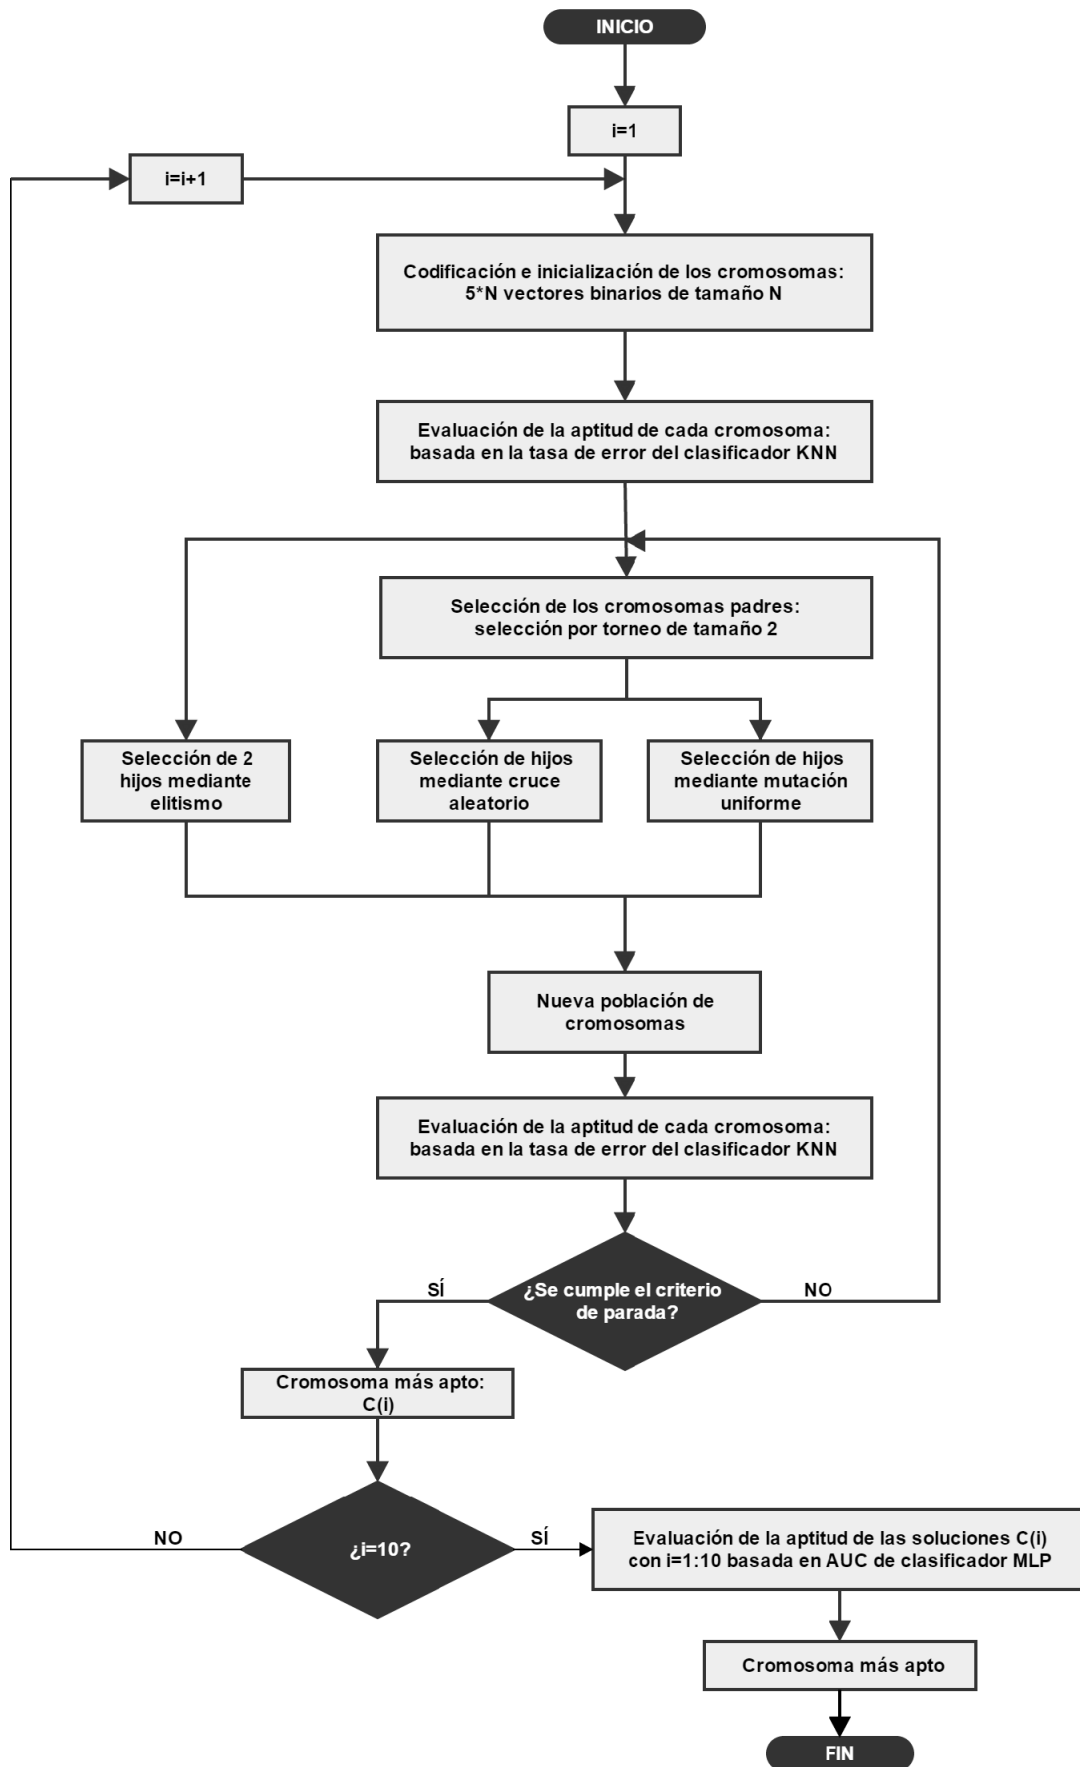 INICIO
i=1
i=i+1
Codificación e inicialización de los cromosomas:
5*N vectores binarios de tamaño N
Evaluación de la aptitud de cada cromosoma:
basada en la tasa de error del clasificador KNN
Selección de los cromosomas padres:
selección por torneo de tamaño 2
Selección de 2
hijos mediante
elitismo
Selección de hijos
mediante cruce
aleatorio
Selección de hijos
mediante mutación
uniforme
Nueva población de
cromosomas
Evaluación de la aptitud de cada cromosoma:
basada en la tasa de error del clasificador KNN
¿Se cumple el criterio
de parada?
SÍ
NO
Cromosoma más apto:
C(i)
¿i=10?
NO
SÍ
Evaluación de la aptitud de las soluciones C(i)
con i=1:10 basada en AUC de clasificador MLP
Cromosoma más apto
FIN